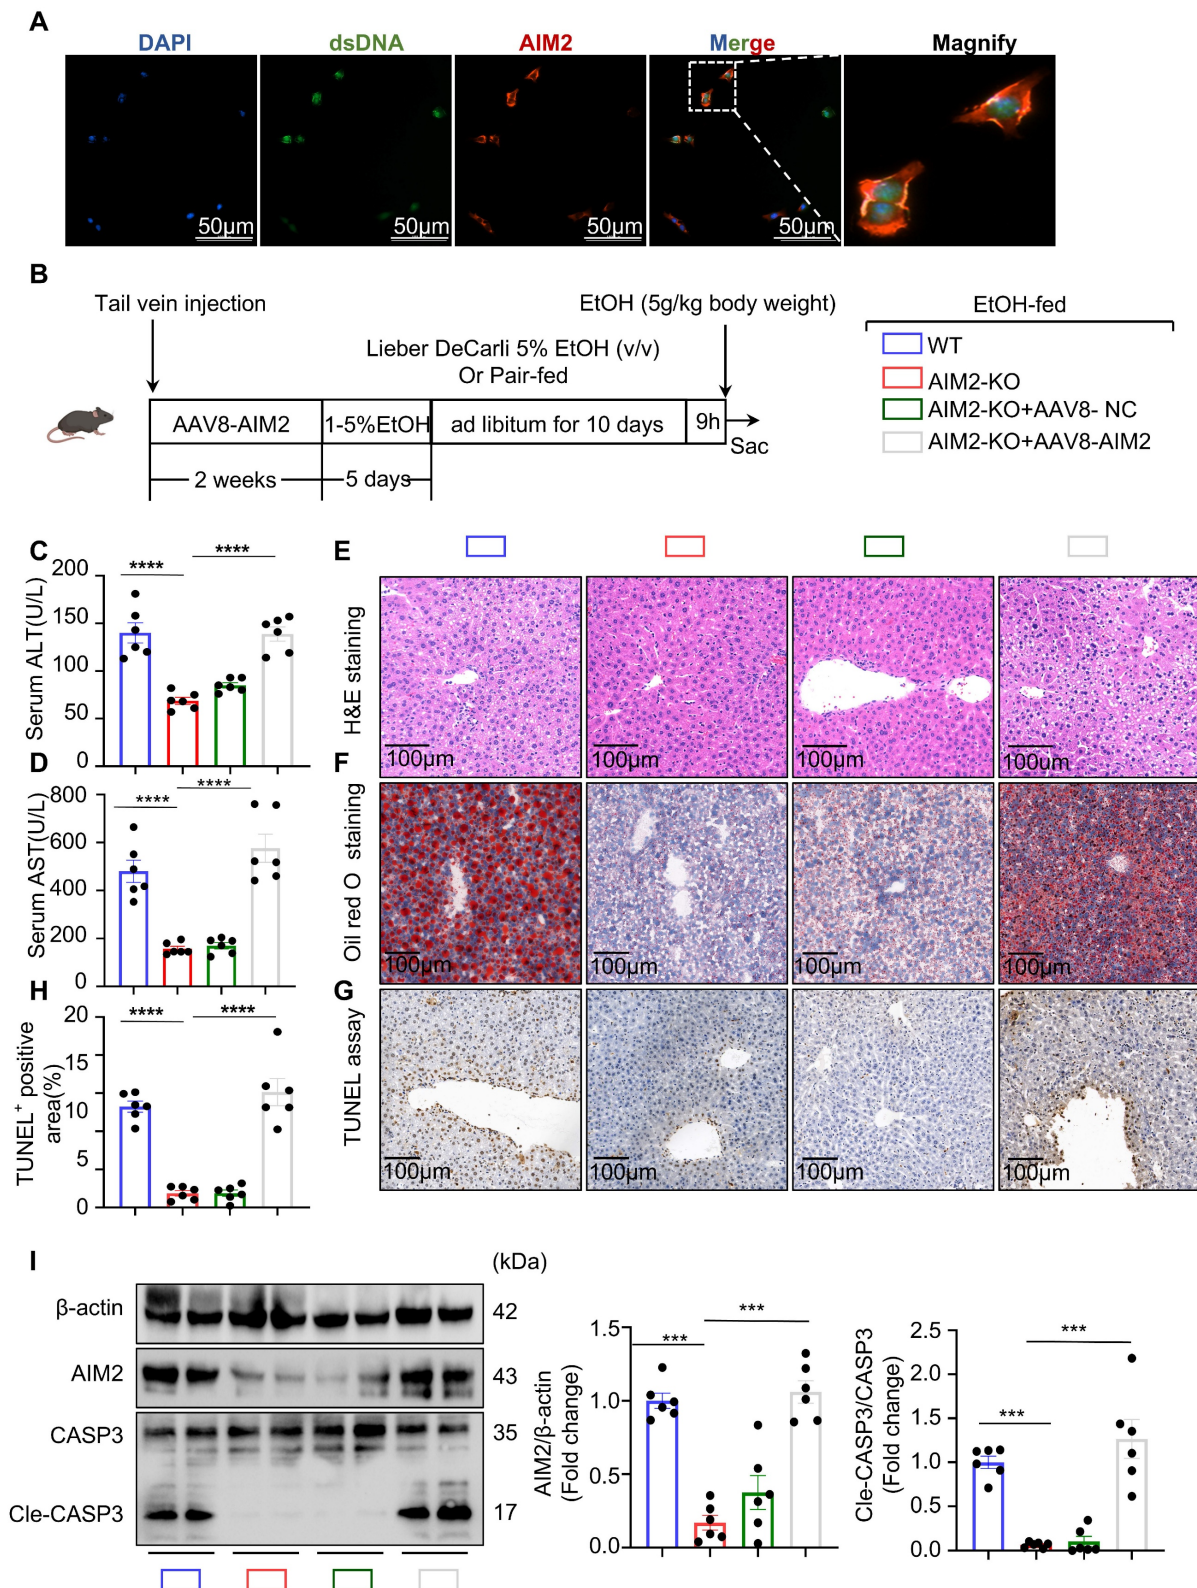 A
DAPI dsDNA AIM2 Merge Magnify
50μm 50μm 50μm 50μm
B
Tail vein injection EtOH (5g/kg body weight) EtOH-fed
Lieber DeCarli 5% EtOH (v/v)
Or Pair-fed
AAV8-AIM2 1-5%EtOH ad libitum for 10 days 9h
Sac
2 weeks 5 days
WT
AIM2-KO
AIM2-KO+AAV8- NC
AIM2-KO+AAV8-AIM2
C
Serum ALT(U/L)
200
150
100
50
0
**** ****
D
Serum AST(U/L)
800
600
400
200
0
**** ****
H
TUNEL+ positive
area(%)
20
15
10
5
0
**** ****
E
H&E staining
100μm 100μm 100μm 100μm
F
Oil red O staining
100μm 100μm 100μm 100μm
G
TUNEL assay
100μm 100μm 100μm 100μm
I
(kDa)
β-actin 42
AIM2 43
CASP3 35
Cle-CASP3 17
AIM2/β-actin
(Fold change)
1.5
1.0
0.5
0.0
*** ***
Cle-CASP3/CASP3
(Fold change)
2.5
2.0
1.5
1.0
0.5
0.0
*** ***